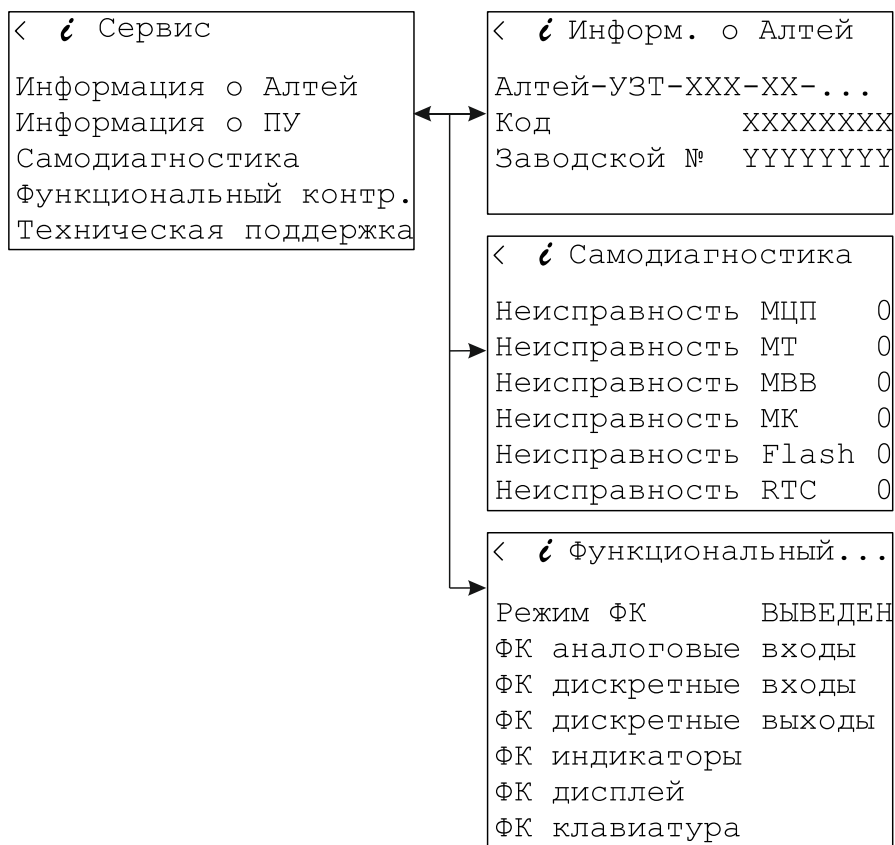 < i Сервис
Информация о Алтей
Информация о ПУ
Самодиагностика
Функциональный контр.
Техническая поддержка
< i Информ. о Алтей
Алтей-УЗТ-XXX-XX-...
Код XXXXXXXX
Заводской № YYYYYYYY
< i Самодиагностика
Неисправность МЦП 0
Неисправность МТ 0
Неисправность МВВ 0
Неисправность МК 0
Неисправность Flash 0
Неисправность RTC 0
< i Функциональный...
Режим ФК ВЫВЕДЕН
ФК аналоговые входы
ФК дискретные входы
ФК дискретные выходы
ФК индикаторы
ФК дисплей
ФК клавиатура